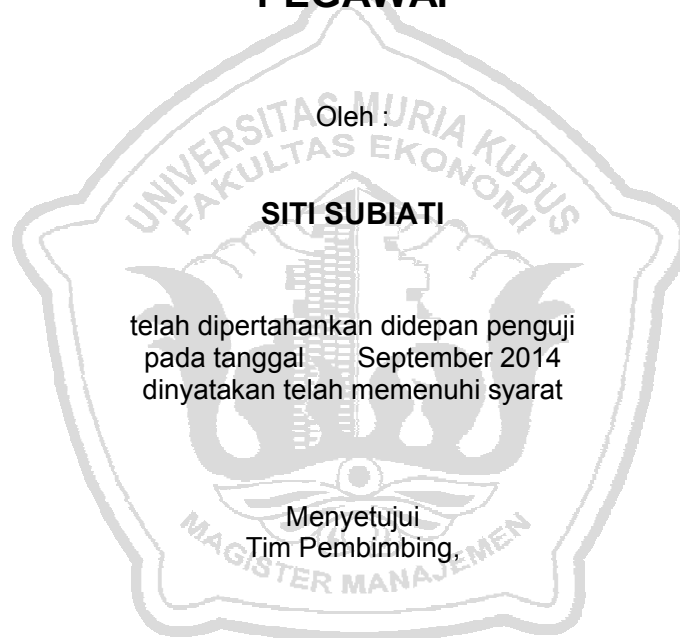 PEGAWAI
Oleh :
UNIVERSITAS MURIA KUDUS
FAKULTAS EKONOMI
SITI SUBIATI
telah dipertahankan didepan penguji
pada tanggal September 2014
dinyatakan telah memenuhi syarat
Menyetujui
Tim Pembimbing,
MAGISTER MANAJEMEN